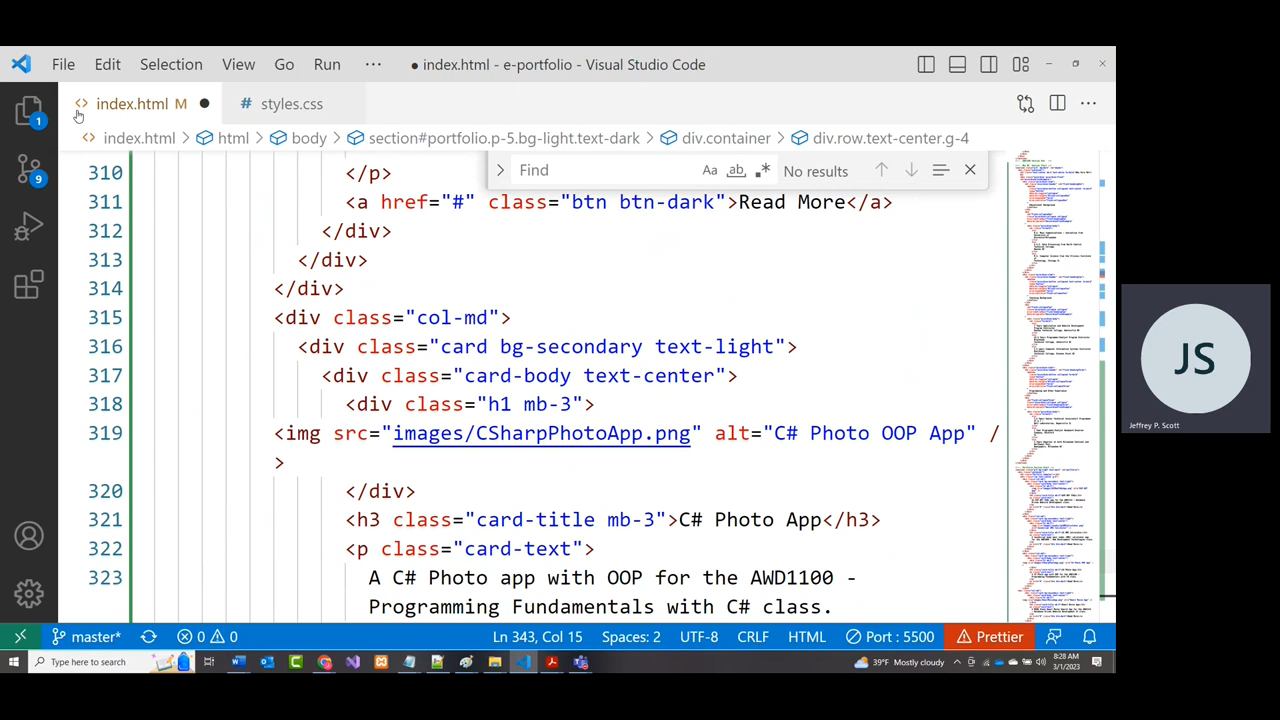 File Edit Selection View Go Run ··· ● index.html - e-portfolio - Visual Studio Code
<> index.html M ● # styles.css
<> index.html > html > body > section#portfolio.p-5.bg-light.text-dark > div.container > div.row.text-center.g-4
Find Aa ab .* No results
1
9
310 </p>
311 href="#" class="btn btn-dark">Read More</a>
312 </div>
313 </div>
314 </div>
315 <div class="col-md">
316 <div class="card bg-secondary text-light">
317 <div class="card-body text-center">
318 <div class="h1 mb-3">
319 <img src="images/CSharpPhotoApp.png" alt="C# Photo OOP App" /
>
320 </div>
321 <h3 class="card-title mb-3">C# Photo App</h3>
322 <p class="card-text">
323 A C# Photo app with OOP for the AWD1100 -
Programming Fundamentals with C# class.
JS
Jeffrey P. Scott
master* 0 0 Ln 343, Col 15 Spaces: 2 UTF-8 CRLF HTML Port : 5500 Prettier
Type here to search 39°F Mostly cloudy 8:28 AM
3/1/2023